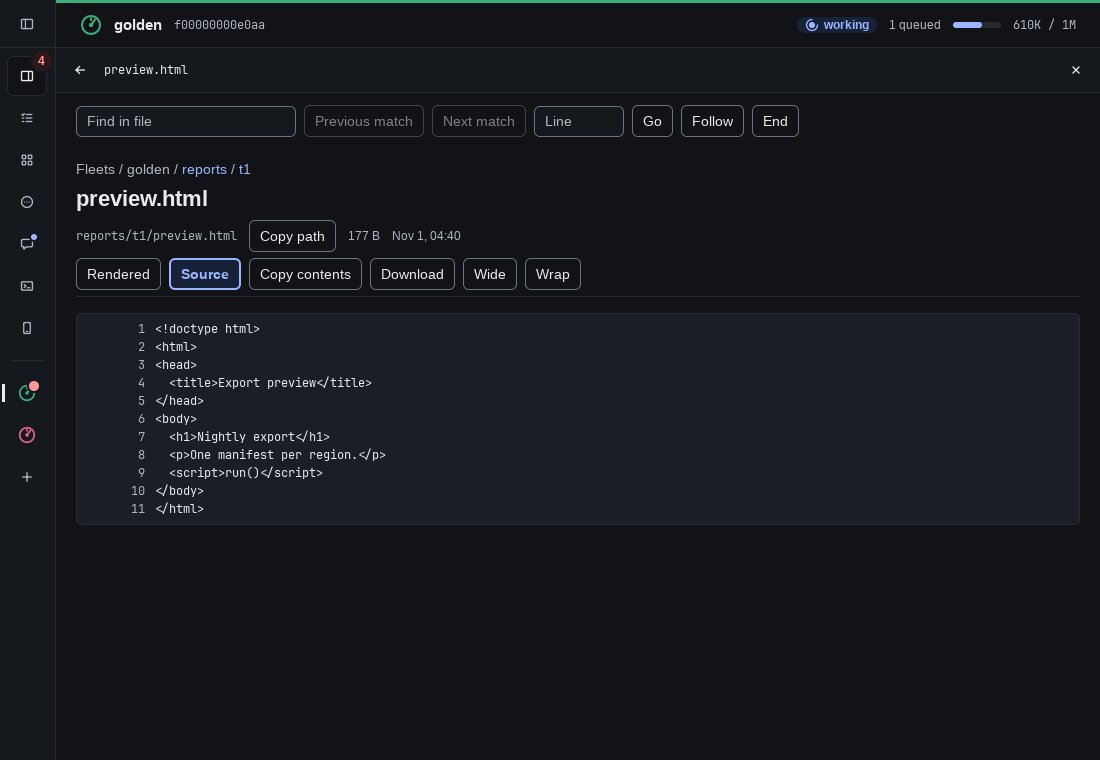 golden f00000000e0aa working 1 queued 610K / 1M
4
preview.html
Find in file Previous match Next match Line Go Follow End
Fleets / golden / reports / t1
preview.html
reports/t1/preview.html Copy path 177 B Nov 1, 04:40
Rendered Source Copy contents Download Wide Wrap
1 <!doctype html>
2 <html>
3 <head>
4   <title>Export preview</title>
5 </head>
6 <body>
7   <h1>Nightly export</h1>
8   <p>One manifest per region.</p>
9   <script>run()</script>
10 </body>
11 </html>